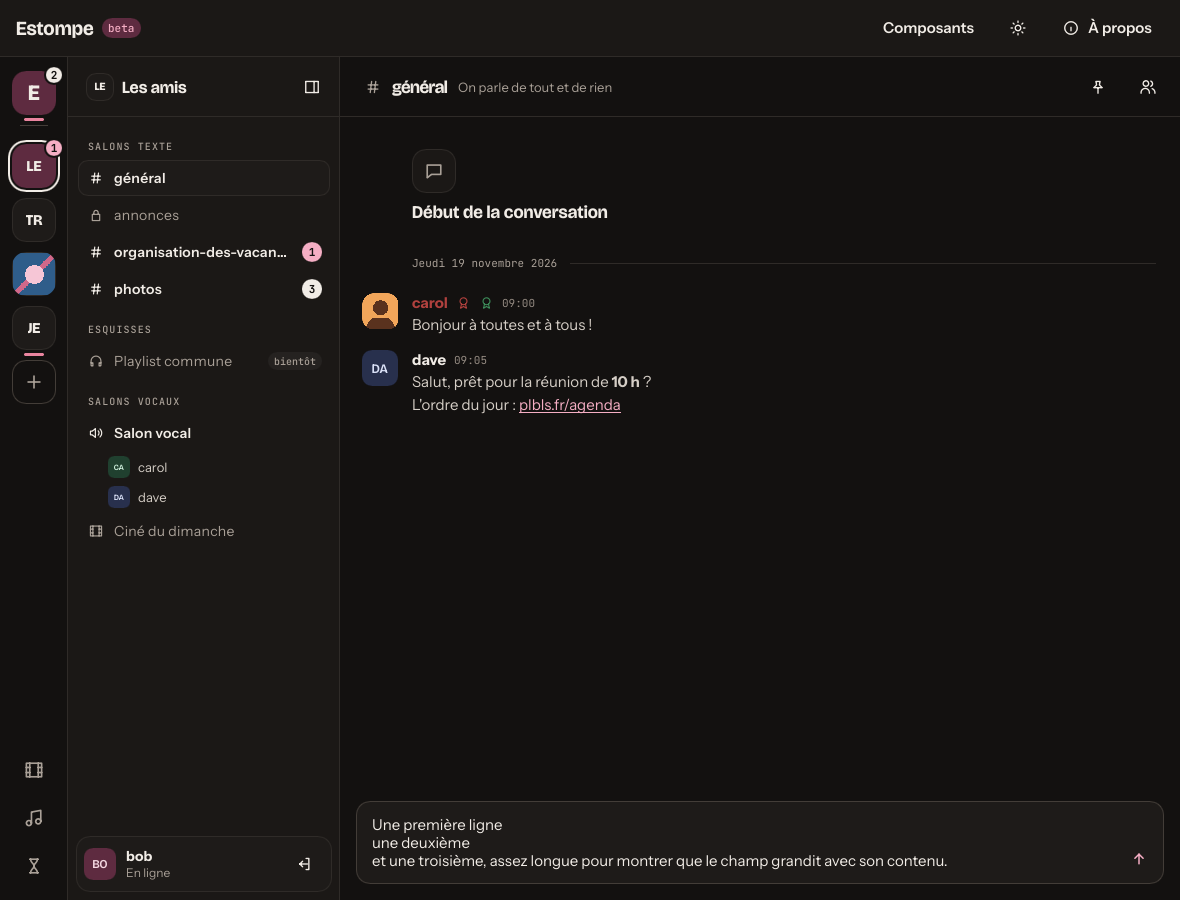 Estompe beta
Composants
À propos
E 2
LE 1
TR
JE
LE Les amis
SALONS TEXTE
# général
annonces
# organisation-des-vacan... 1
# photos 3
ESQUISSES
Playlist commune bientôt
SALONS VOCAUX
Salon vocal
CA carol
DA dave
Ciné du dimanche
BO bob
En ligne
# général On parle de tout et de rien
Début de la conversation
Jeudi 19 novembre 2026
carol 09:00
Bonjour à toutes et à tous !
DA dave 09:05
Salut, prêt pour la réunion de 10 h ?
L'ordre du jour : plbls.fr/agenda
Une première ligne
une deuxième
et une troisième, assez longue pour montrer que le champ grandit avec son contenu.